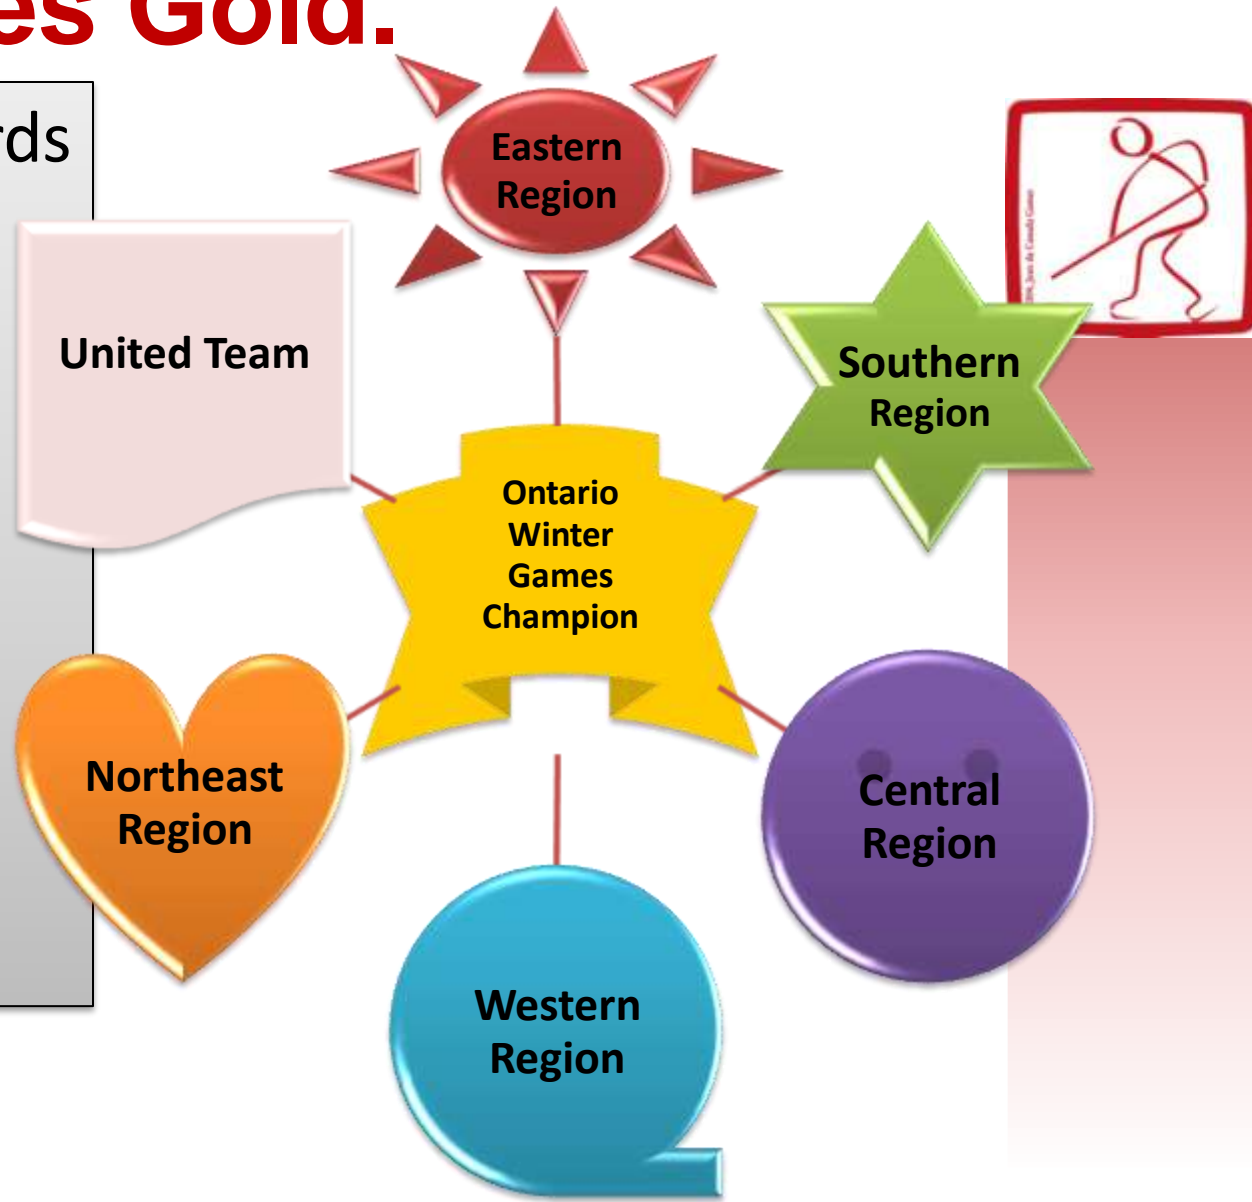 es Gold.
rds
Eastern
Region
United Team
Southern
Region
Ontario
Winter
Games
Champion
Northeast
Region
Central
Region
Western
Region